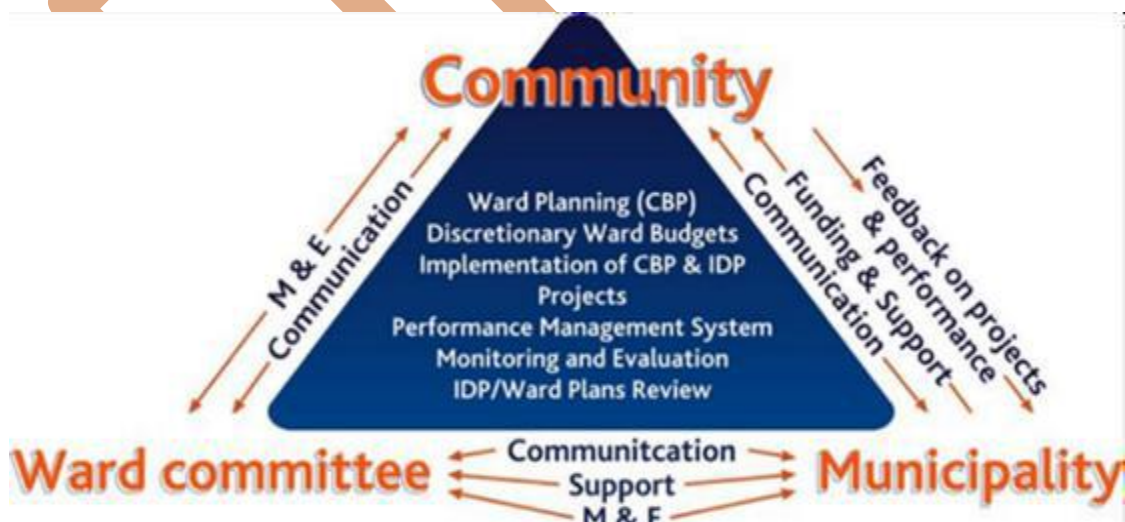 Community
Ward Planning (CBP)
Discretionary Ward Budgets
Implementation of CBP & IDP
Projects
Performance Management System
Monitoring and Evaluation
IDP/Ward Plans Review
M & E
Communication
Communication
Funding & Support
Feedback on projects
& performance
Ward committee
Communitcation
Support
M & E
Municipality